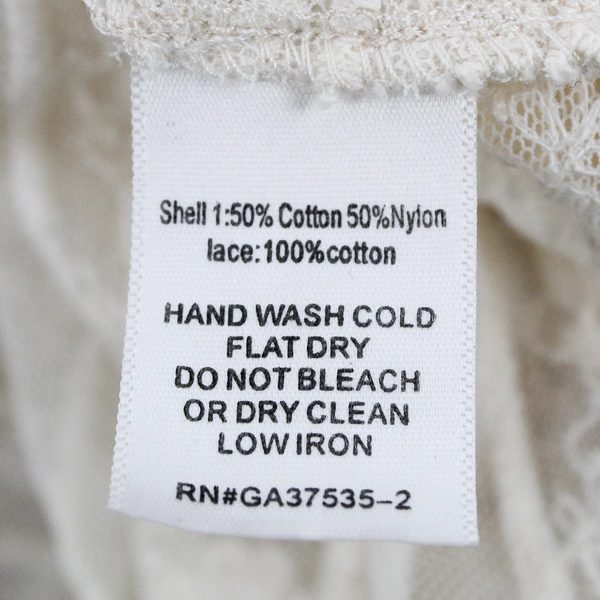 Shell 1:50% Cotton 50%Nylon
lace:100%cotton
HAND WASH COLD
FLAT DRY
DO NOT BLEACH
OR DRY CLEAN
LOW IRON
RN#GA37535-2